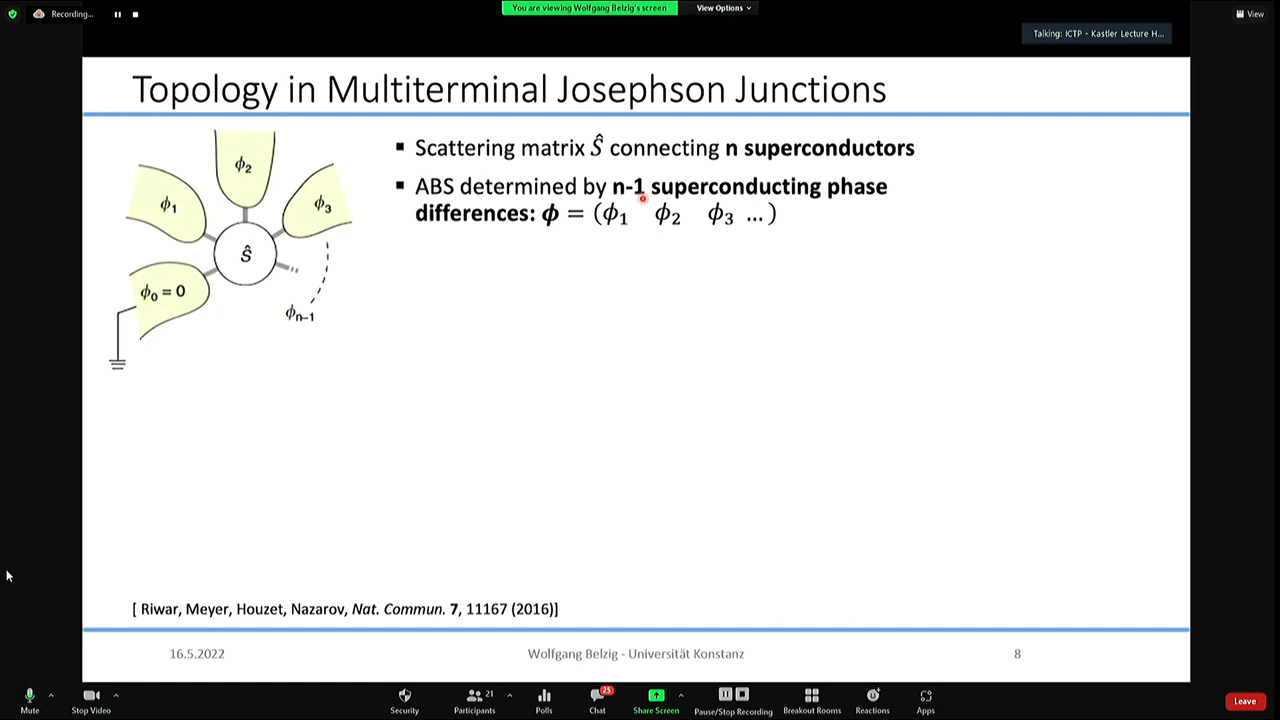 Recording...
You are viewing Wolfgang Belzig's screen
View Options
View
Talking: ICTP - Kastler Lecture H...
Topology in Multiterminal Josephson Junctions
▪ Scattering matrix Ŝ connecting n superconductors
▪ ABS determined by n-1 superconducting phase
differences: ϕ = (ϕ₁ ϕ₂ ϕ₃ ...)
ϕ₂
ϕ₁
ϕ₃
Ŝ
ϕ₀ = 0
ϕₙ₋₁
[ Riwar, Meyer, Houzet, Nazarov, Nat. Commun. 7, 11167 (2016)]
16.5.2022
Wolfgang Belzig - Universität Konstanz
8
Mute
Stop Video
Security
21
Participants
Polls
25
Chat
Share Screen
Pause/Stop Recording
Breakout Rooms
Reactions
Apps
Leave